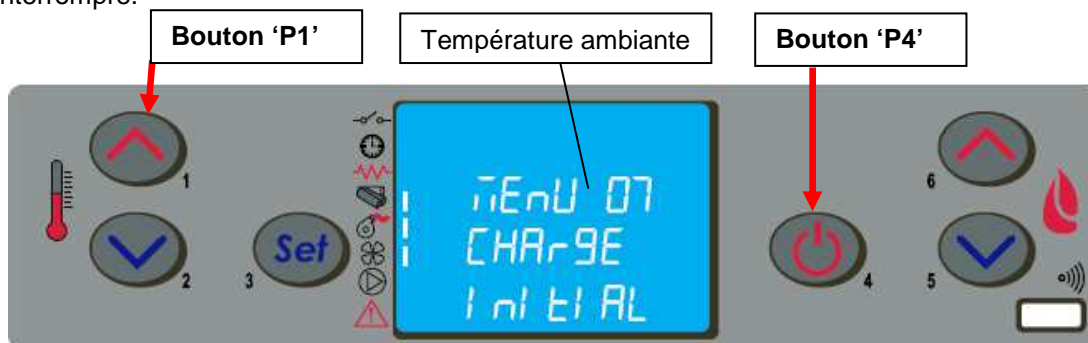 nterrompre.
Bouton ‘P1’
Température ambiante
Bouton ‘P4’
1
2
3
Set
MEnU 07
CHArgE
InItIAL
4
6
5